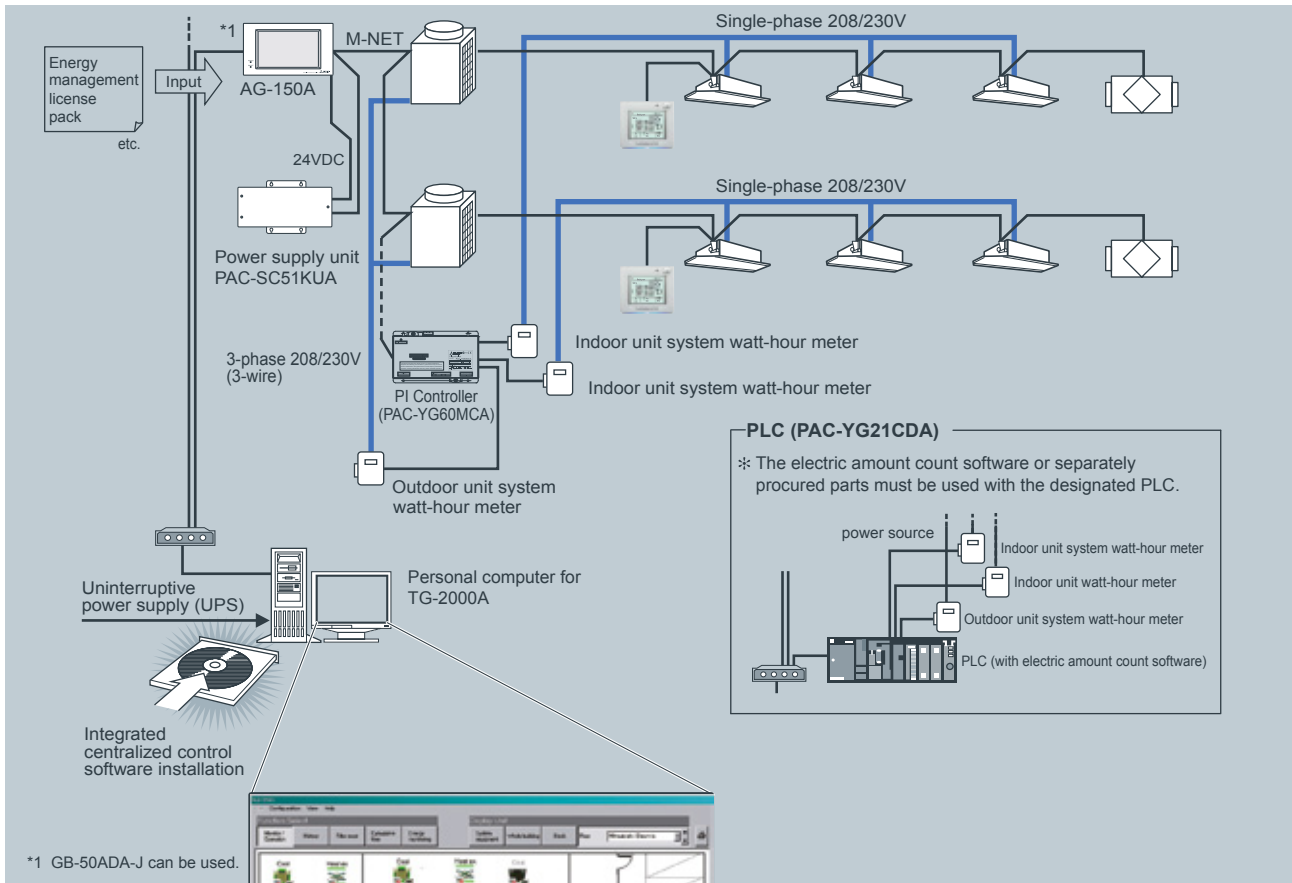 *1
M-NET
Single-phase 208/230V
Energy
management
license
pack
etc.
Input
AG-150A
24VDC
Power supply unit
PAC-SC51KUA
Single-phase 208/230V
3-phase 208/230V
(3-wire)
PI Controller
(PAC-YG60MCA)
Indoor unit system watt-hour meter
Indoor unit system watt-hour meter
Outdoor unit system
watt-hour meter
PLC (PAC-YG21CDA)
* The electric amount count software or separately
procured parts must be used with the designated PLC.
power source
Indoor unit system watt-hour meter
Indoor unit watt-hour meter
Outdoor unit system watt-hour meter
PLC (with electric amount count software)
Uninterruptive
power supply (UPS)
Personal computer for
TG-2000A
Integrated
centralized control
software installation
*1 GB-50ADA-J can be used.